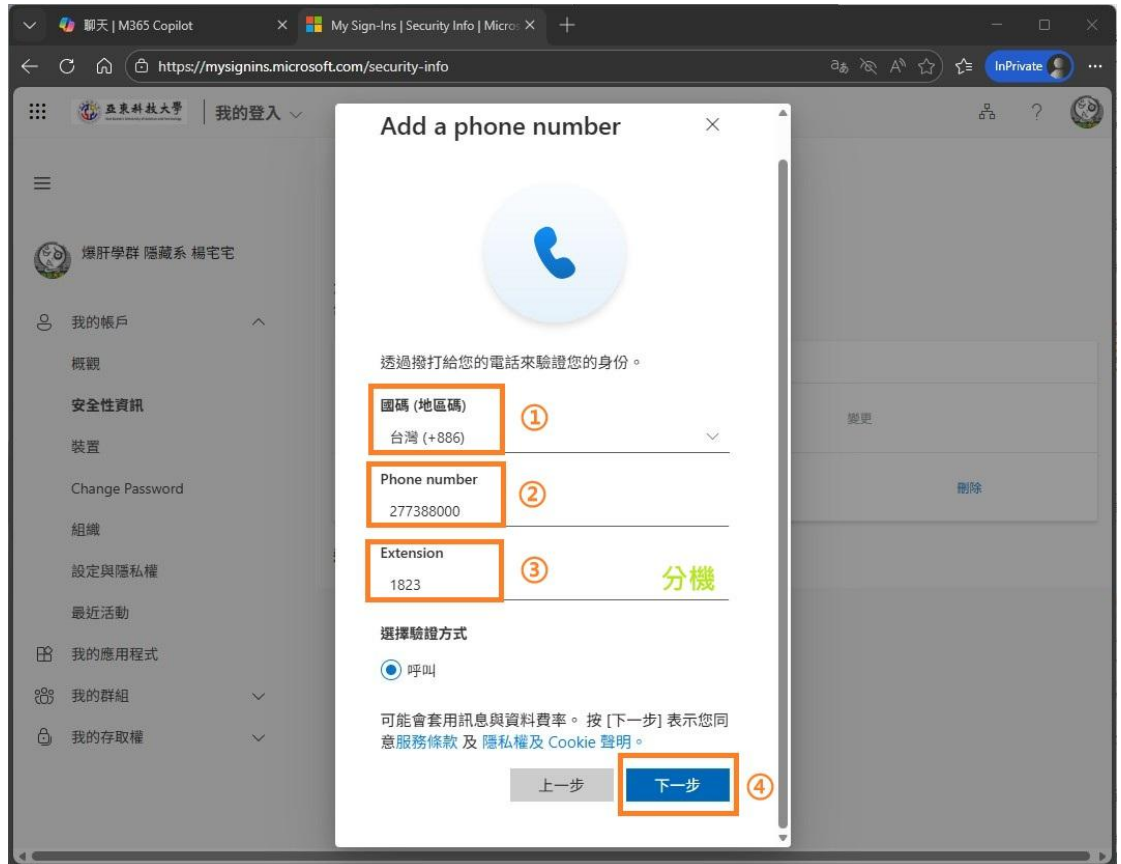 聊天 | M365 Copilot
My Sign-Ins | Security Info | Micros
https://mysignins.microsoft.com/security-info
InPrivate
亞東科技大學
我的登入
Add a phone number
爆肝學群 隱藏系 楊宅宅
我的帳戶
概觀
安全性資訊
裝置
Change Password
組織
設定與隱私權
最近活動
我的應用程式
我的群組
我的存取權
透過撥打給您的電話來驗證您的身份。
國碼 (地區碼)
①
台灣 (+886)
Phone number
②
277388000
Extension
③
1823
分機
選擇驗證方式
呼叫
可能會套用訊息與資料費率。 按 [下一步] 表示您同
意服務條款 及 隱私權及 Cookie 聲明。
上一步
下一步
④
變更
刪除